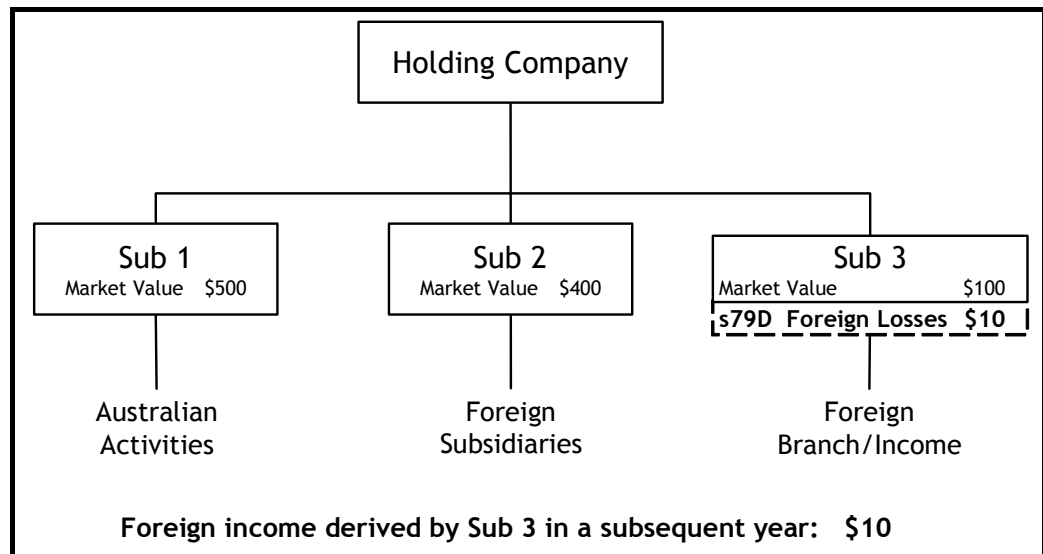 Holding Company
Sub 1
Market Value $500
Sub 2
Market Value $400
Sub 3
Market Value $100
s79D Foreign Losses $10
Australian
Activities
Foreign
Subsidiaries
Foreign
Branch/Income
Foreign income derived by Sub 3 in a subsequent year: $10